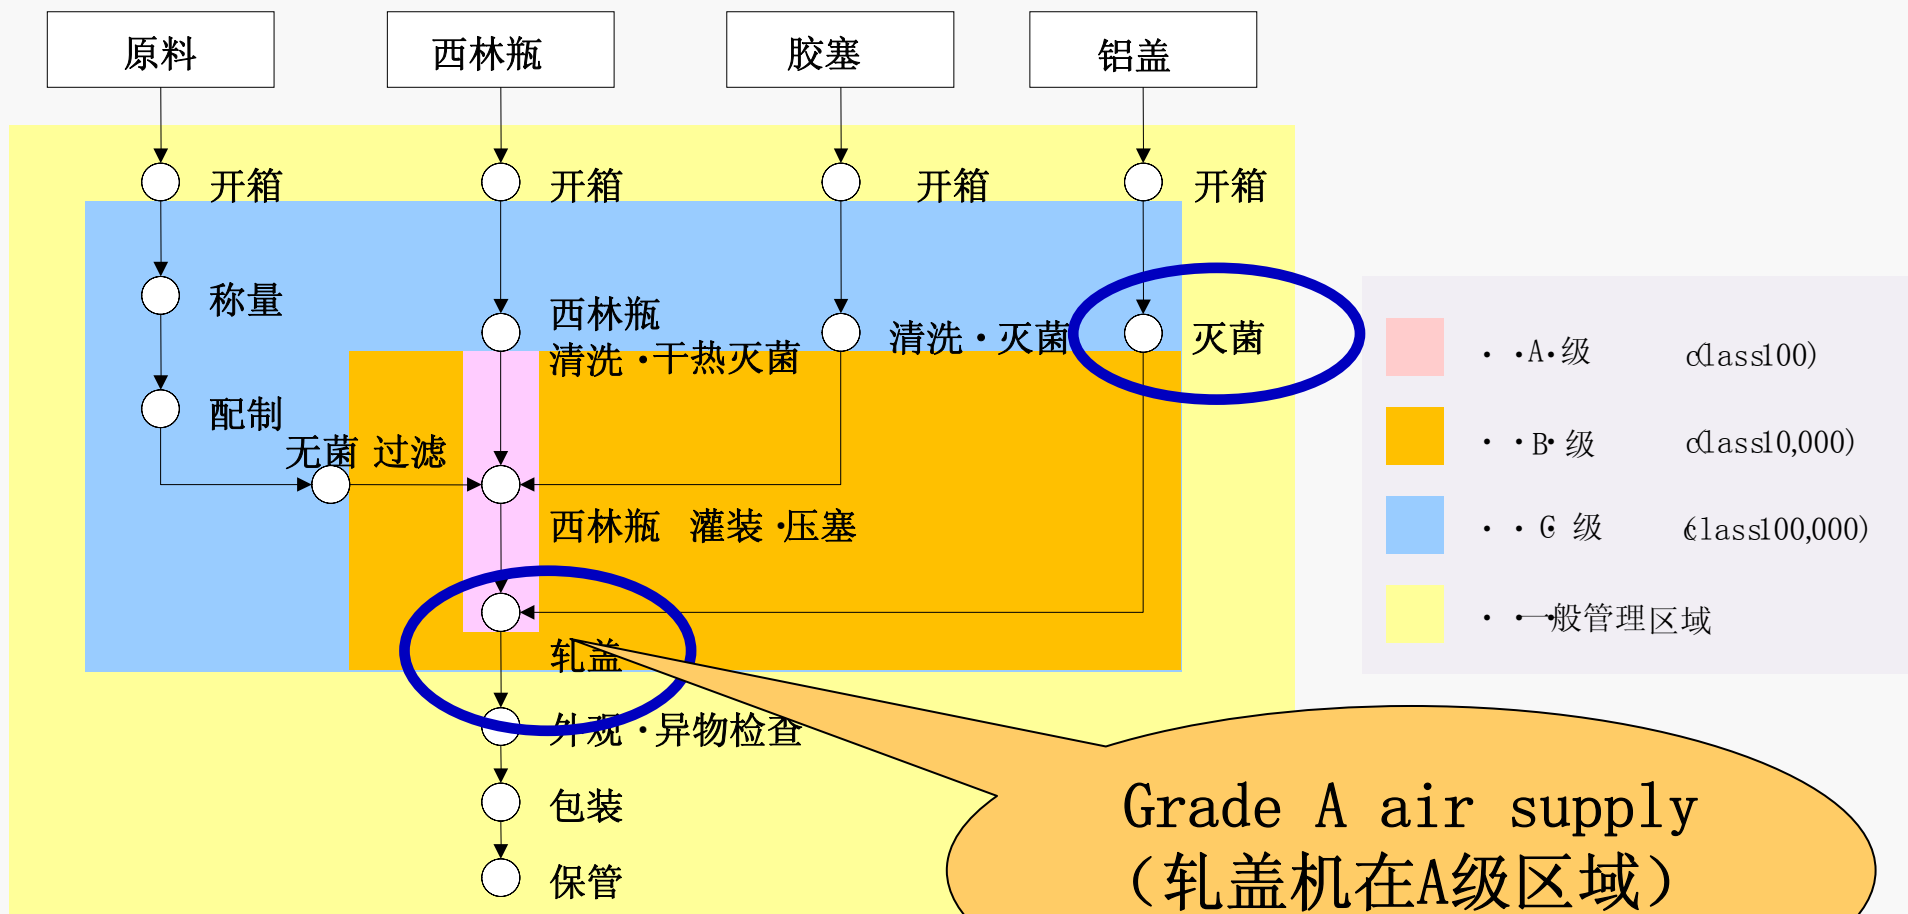 原料
西林瓶
胶塞
铝盖
开箱
开箱
开箱
开箱
称量
西林瓶
清洗・干热灭菌
清洗・灭菌
灭菌
配制
无菌 过滤
西林瓶 灌装・压塞
轧盖
外观・异物检查
包装
保管
・・A・级 class100)
・・B・级 class10,000)
・・・G 级 class100,000)
・・一般管理区域
Grade A air supply
(轧盖机在A级区域)